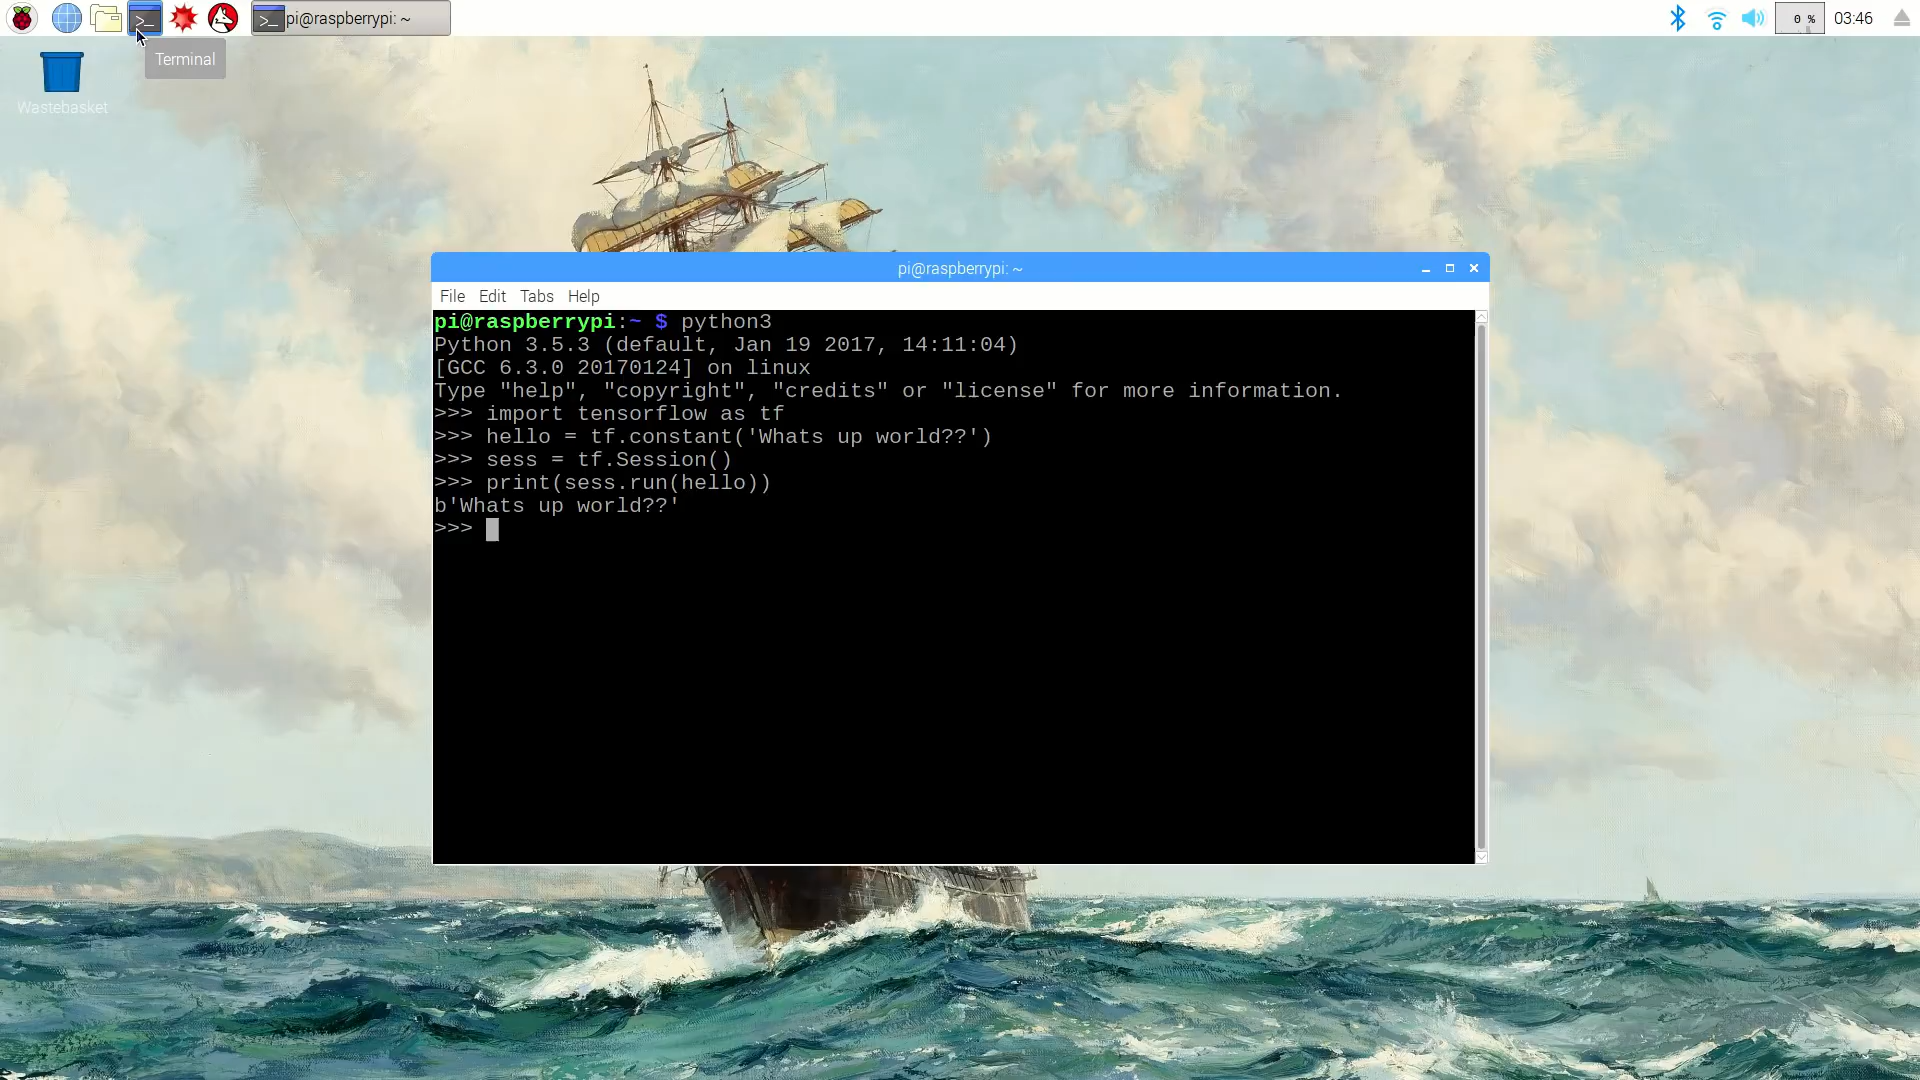 pi@raspberrypi: ~
0 %
03:46
Terminal
Wastebasket
pi@raspberrypi: ~
File Edit Tabs Help
pi@raspberrypi:~ $ python3
Python 3.5.3 (default, Jan 19 2017, 14:11:04)
[GCC 6.3.0 20170124] on linux
Type "help", "copyright", "credits" or "license" for more information.
>>> import tensorflow as tf
>>> hello = tf.constant('Whats up world??')
>>> sess = tf.Session()
>>> print(sess.run(hello))
b'Whats up world??'
>>>